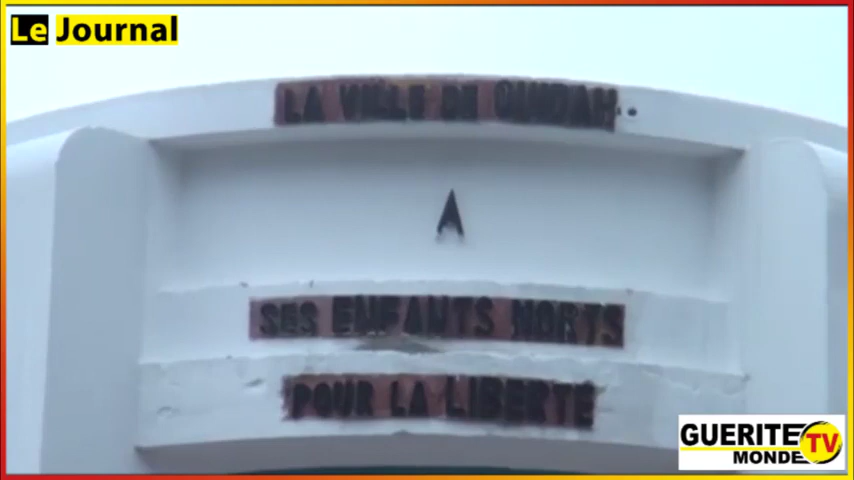 Le Journal
LA VILLE DE OUIDAH
A
SES ENFANTS MORTS
POUR LA LIBERTE
GUERITE TV
MONDE